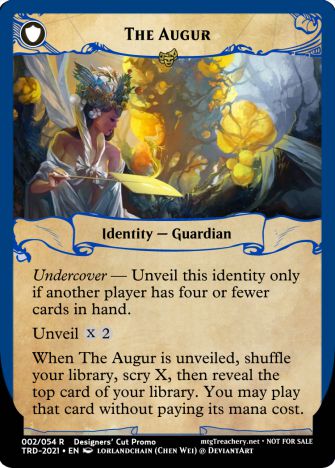 THE AUGUR
Identity — Guardian
Undercover — Unveil this identity only
if another player has four or fewer
cards in hand.
Unveil X 2
When The Augur is unveiled, shuffle
your library, scry X, then reveal the
top card of your library. You may play
that card without paying its mana cost.
002/054 R Designers' Cut Promo
mtgTreachery.net • NOT FOR SALE
TRD-2021 • EN LORLANDCHAIN (CHEN WEI) @ DEVIANTART